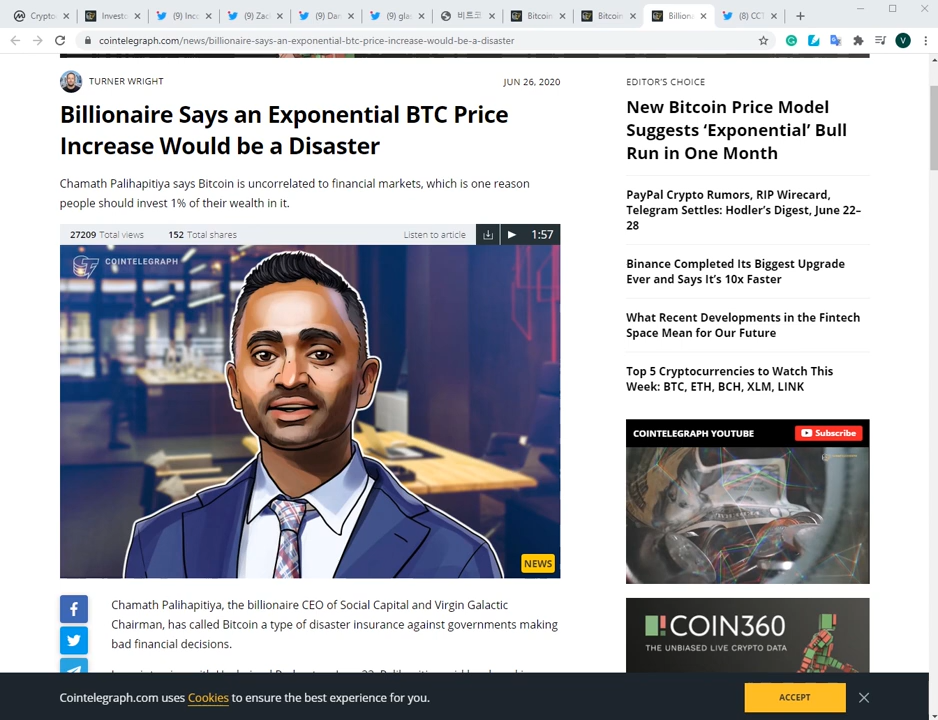 Crypto
Invest
(9) Inc
(9) Zac
(9) Da
(9) gla
비트코
Bitcoin
Bitcoin
Billion
(8) CC
cointelegraph.com/news/billionaire-says-an-exponential-btc-price-increase-would-be-a-disaster
V
TURNER WRIGHT
JUN 26, 2020
Billionaire Says an Exponential BTC Price
Increase Would be a Disaster
Chamath Palihapitiya says Bitcoin is uncorrelated to financial markets, which is one reason
people should invest 1% of their wealth in it.
27209 Total views
152 Total shares
Listen to article
1:57
COINTELEGRAPH
NEWS
Chamath Palihapitiya, the billionaire CEO of Social Capital and Virgin Galactic
Chairman, has called Bitcoin a type of disaster insurance against governments making
bad financial decisions.
EDITOR'S CHOICE
New Bitcoin Price Model
Suggests ‘Exponential’ Bull
Run in One Month
PayPal Crypto Rumors, RIP Wirecard,
Telegram Settles: Hodler’s Digest, June 22–
28
Binance Completed Its Biggest Upgrade
Ever and Says It’s 10x Faster
What Recent Developments in the Fintech
Space Mean for Our Future
Top 5 Cryptocurrencies to Watch This
Week: BTC, ETH, BCH, XLM, LINK
COINTELEGRAPH YOUTUBE
Subscribe
COIN360
THE UNBIASED LIVE CRYPTO DATA
Cointelegraph.com uses Cookies to ensure the best experience for you.
ACCEPT